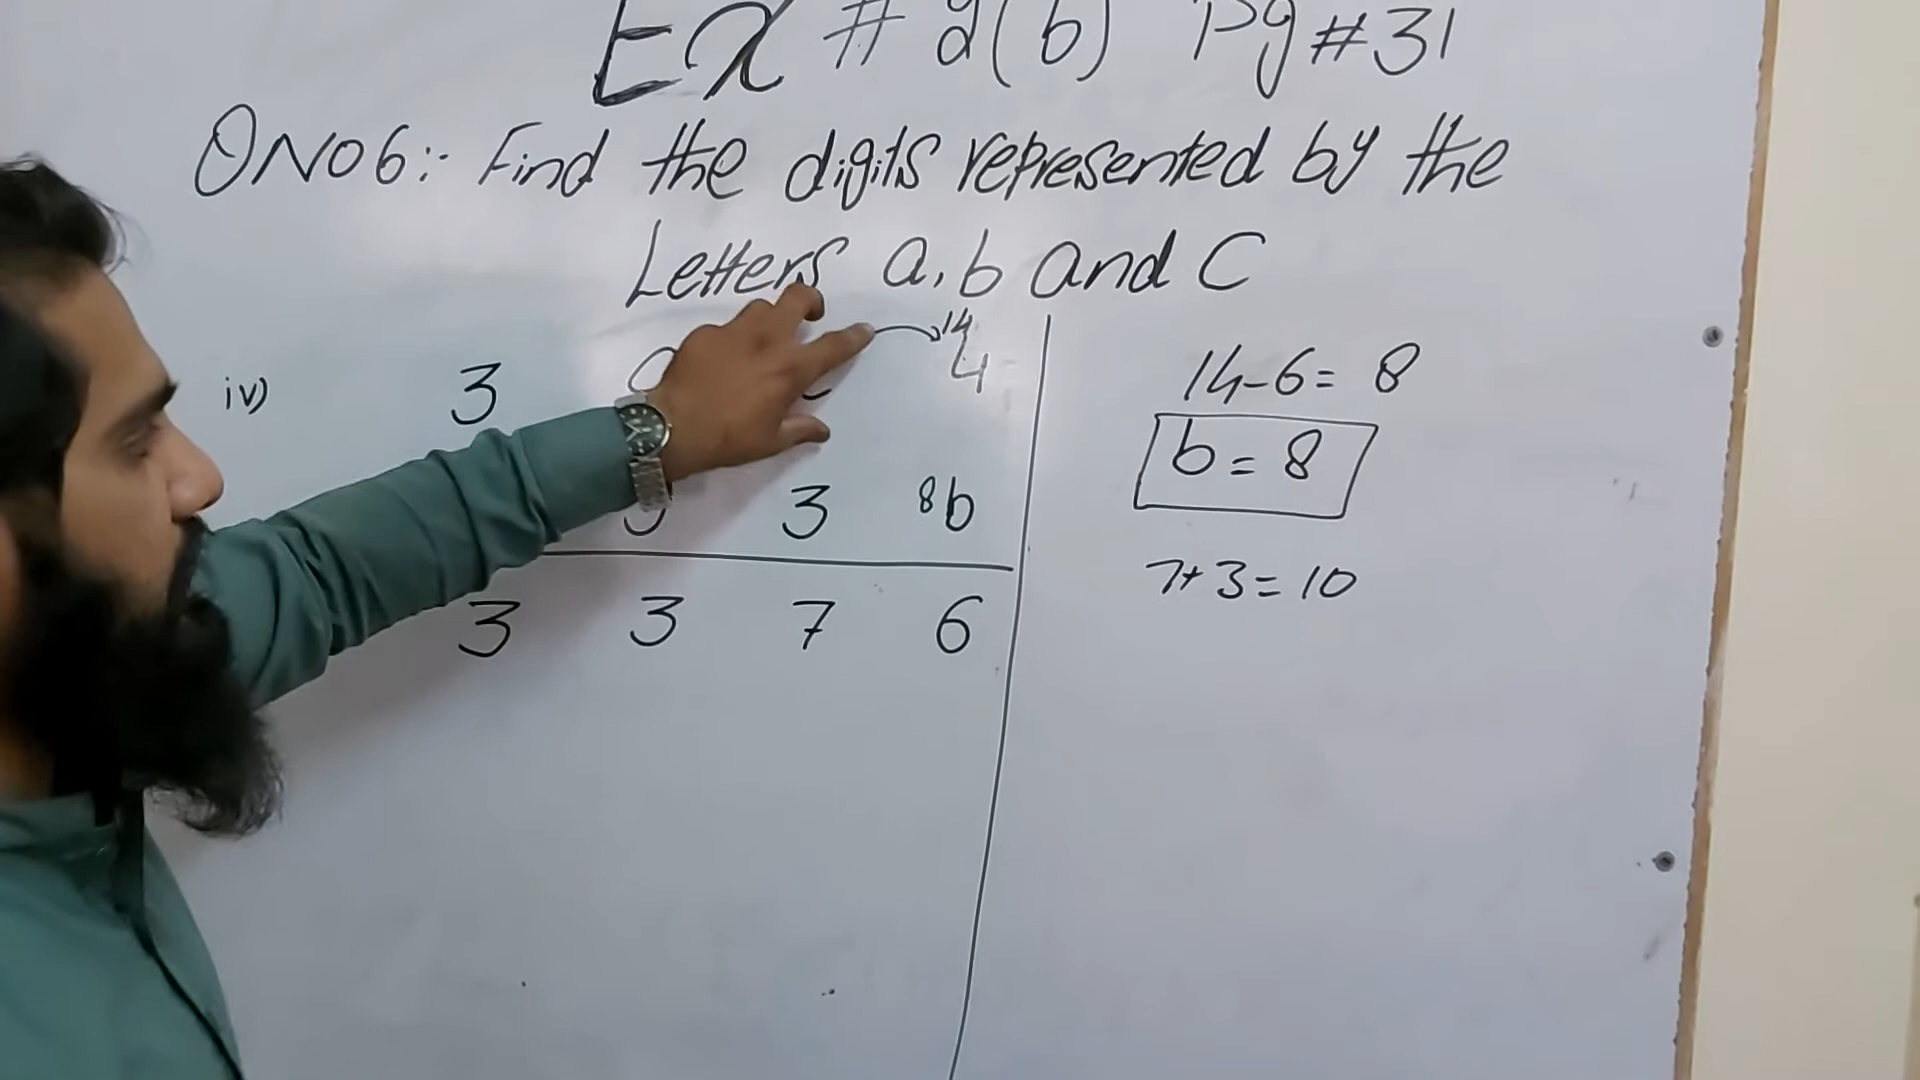 Ex # 2(b) Pg #31
QNO6:- Find the digits represented by the
Letters a, b and C
14
iv) 3 4
3 8b
3 3 7 6
14-6= 8
b = 8
7+3=10